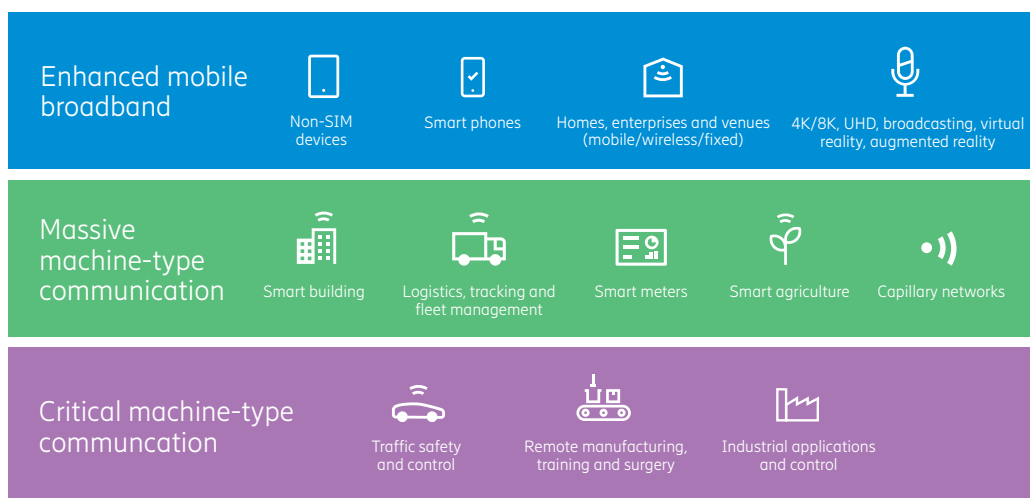 Enhanced mobile
broadband
Non-SIM
devices
Smart phones
Homes, enterprises and venues
(mobile/wireless/fixed)
4K/8K, UHD, broadcasting, virtual
reality, augmented reality
Massive
machine-type
communication
Smart building
Logistics, tracking and
fleet management
Smart meters
Smart agriculture
Capillary networks
Critical machine-type
communcation
Traffic safety
and control
Remote manufacturing,
training and surgery
Industrial applications
and control